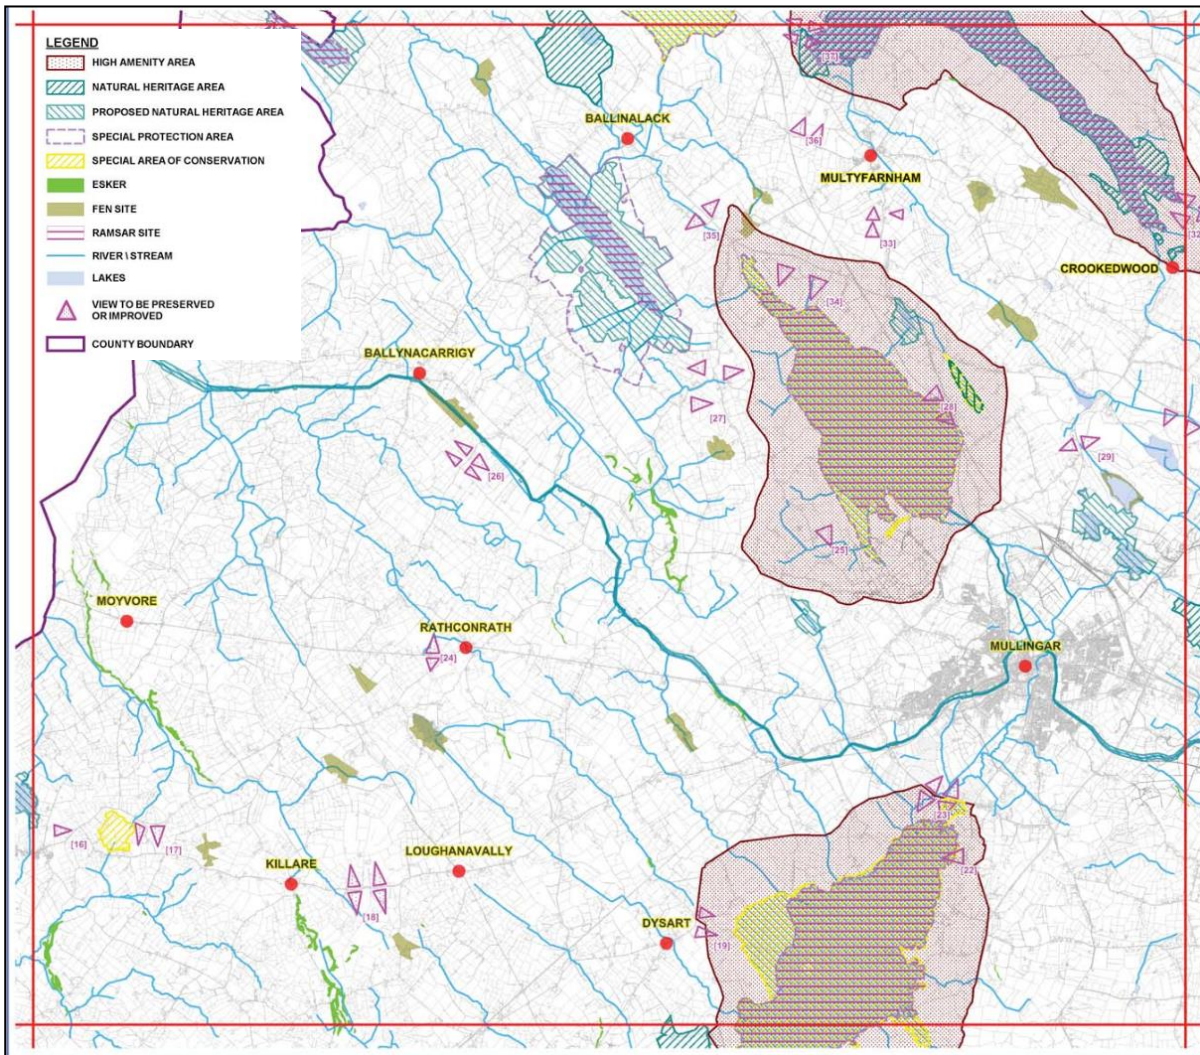 LEGEND
HIGH AMENITY AREA
NATURAL HERITAGE AREA
PROPOSED NATURAL HERITAGE AREA
SPECIAL PROTECTION AREA
SPECIAL AREA OF CONSERVATION
ESKER
FEN SITE
RAMSAR SITE
RIVER \ STREAM
LAKES
VIEW TO BE PRESERVED
OR IMPROVED
COUNTY BOUNDARY
[37]
BALLINALACK
[36]
MULTYFARNHAM
[35]
[33]
[32
CROOKEDWOOD
[34]
BALLYNACARRIGY
[27]
[28]
[29]
[26]
[25]
MOYVORE
RATHCONRATH
[24]
MULLINGAR
[23]
[16]
[17]
KILLARE
LOUGHANAVALLY
[22]
[18]
DYSART
[19]